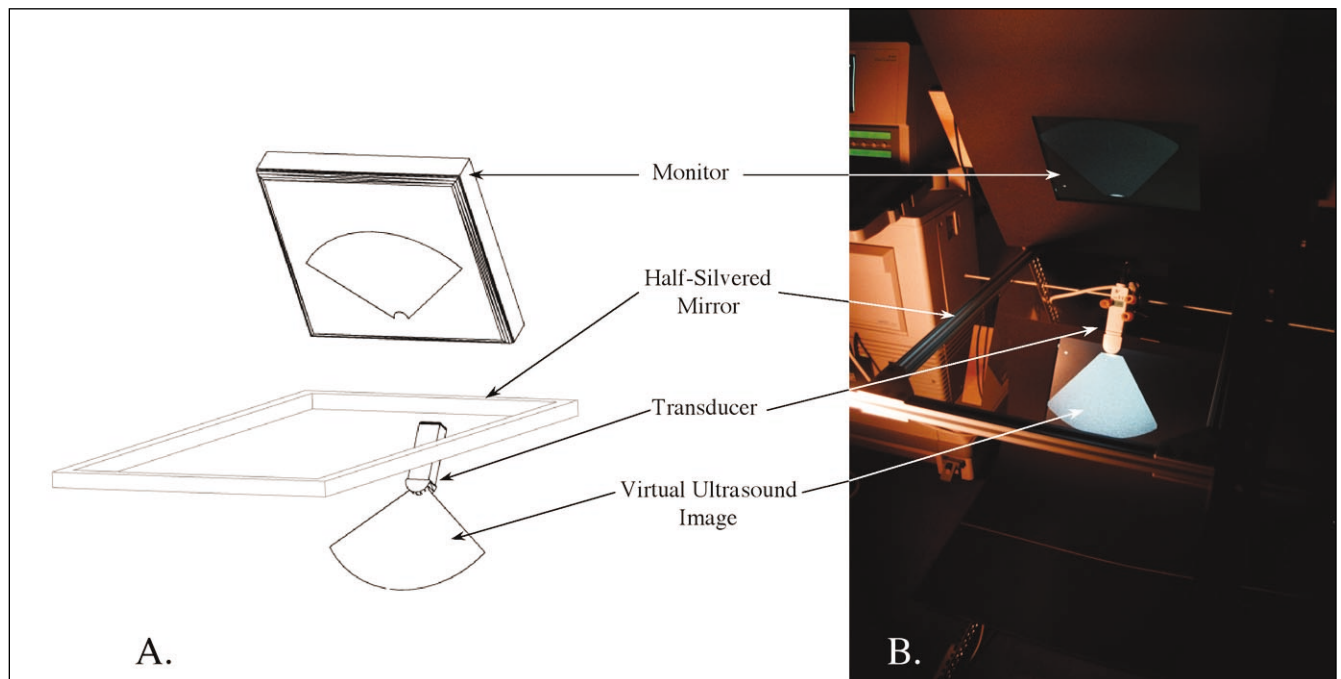 Monitor
Half-Silvered
Mirror
Transducer
Virtual Ultrasound
Image
A.
B.